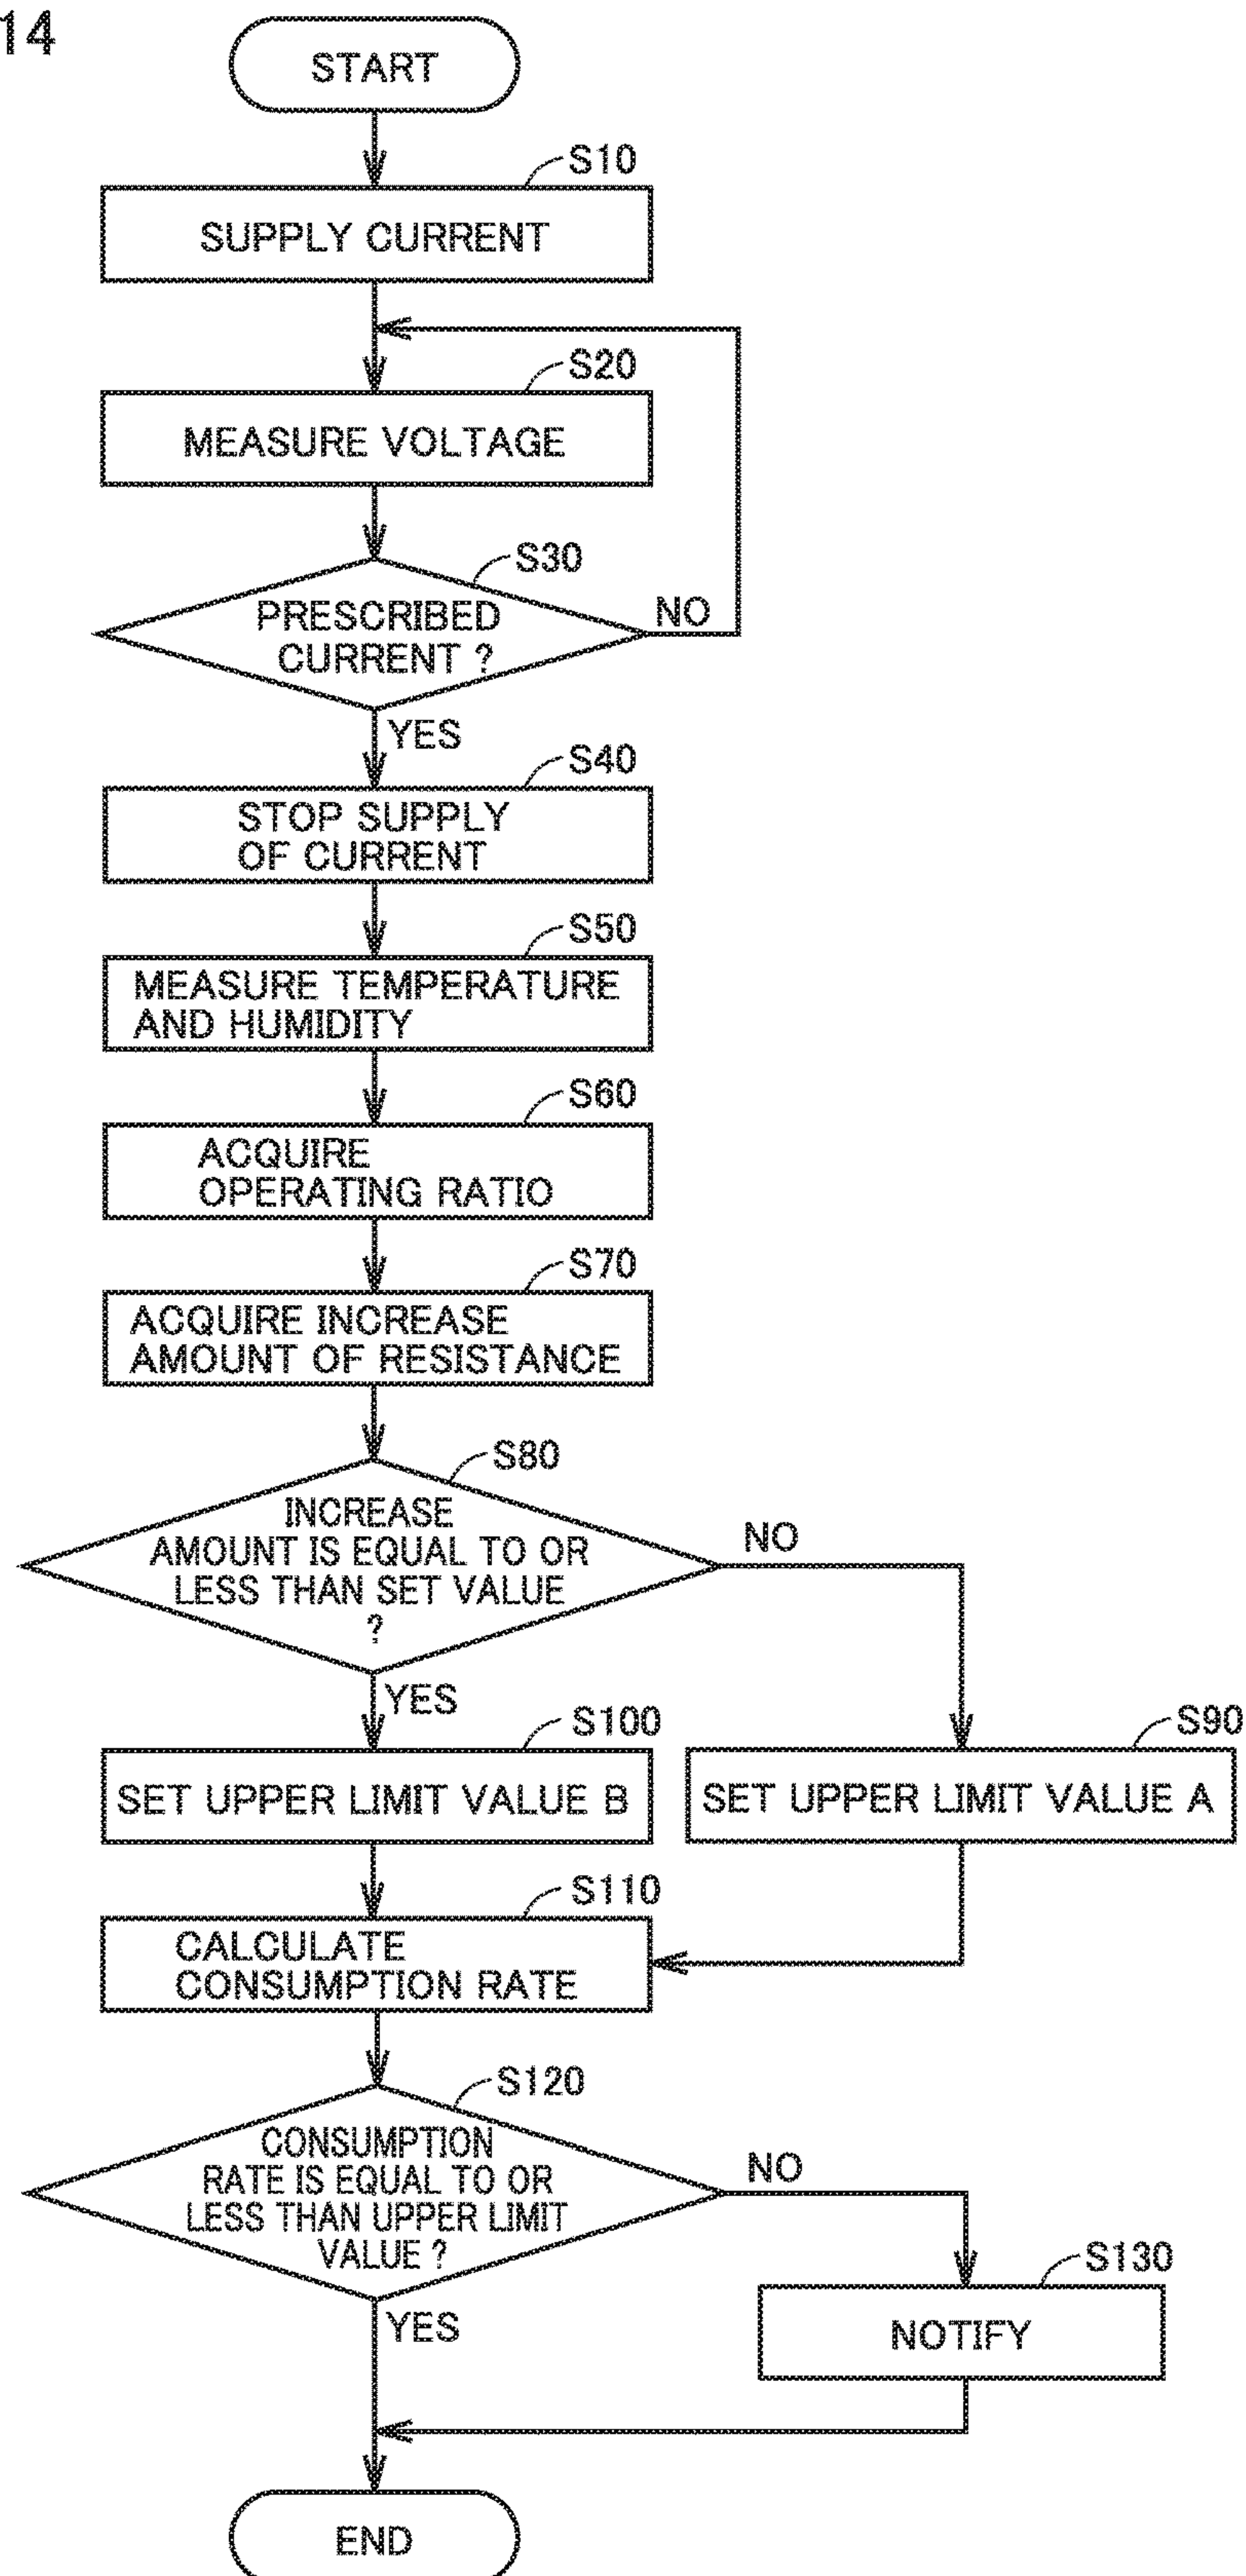 14
START
S10
SUPPLY CURRENT
S20
MEASURE VOLTAGE
S30
PRESCRIBED
CURRENT ?
NO
YES
S40
STOP SUPPLY
OF CURRENT
S50
MEASURE TEMPERATURE
AND HUMIDITY
S60
ACQUIRE
OPERATING RATIO
S70
ACQUIRE INCREASE
AMOUNT OF RESISTANCE
S80
INCREASE
AMOUNT IS EQUAL TO OR
LESS THAN SET VALUE
?
NO
YES
S100
SET UPPER LIMIT VALUE B
S90
SET UPPER LIMIT VALUE A
S110
CALCULATE
CONSUMPTION RATE
S120
CONSUMPTION
RATE IS EQUAL TO OR
LESS THAN UPPER LIMIT
VALUE ?
NO
YES
S130
NOTIFY
END